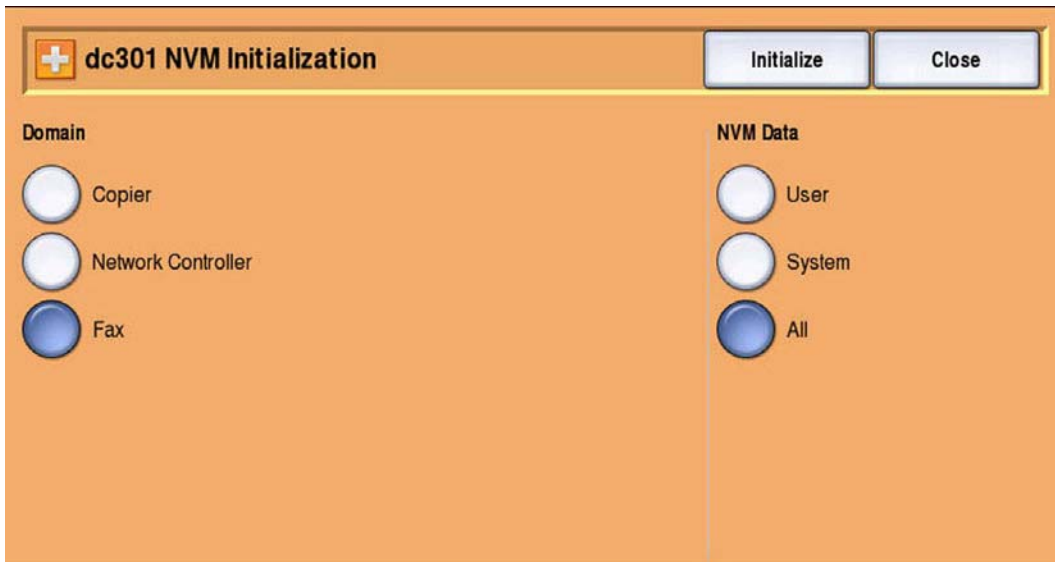 dc301 NVM Initialization
Initialize
Close
Domain
NVM Data
Copier
User
Network Controller
System
Fax
All